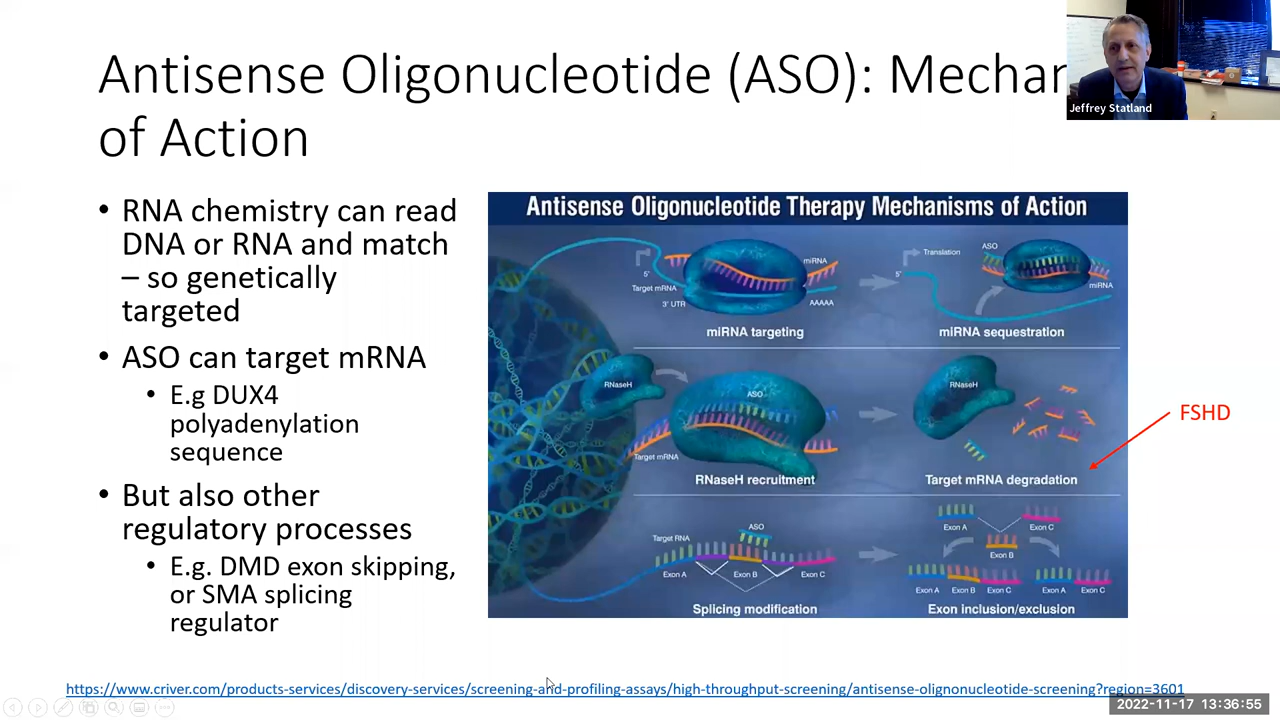 Antisense Oligonucleotide (ASO): Mechan
of Action
Jeffrey Statland
• RNA chemistry can read
DNA or RNA and match
– so genetically
targeted
• ASO can target mRNA
• E.g DUX4
polyadenylation
sequence
• But also other
regulatory processes
• E.g. DMD exon skipping,
or SMA splicing
regulator
Antisense Oligonucleotide Therapy Mechanisms of Action
5'
Target mRNA
3' UTR
miRNA
AAAAA
miRNA targeting
Translation
5'
ASO
miRNA
miRNA sequestration
RNaseH
ASO
Target mRNA
RNaseH recruitment
RNaseH
Target mRNA degradation
FSHD
Target RNA
ASO
Exon A
Exon B
Exon C
Splicing modification
Exon A
Exon C
Exon B
Exon A
Exon B
Exon C
Exon A
Exon C
Exon inclusion/exclusion
https://www.criver.com/products-services/discovery-services/screening-and-profiling-assays/high-throughput-screening/antisense-olignonucleotide-screening?region=3601
2022-11-17 13:36:55